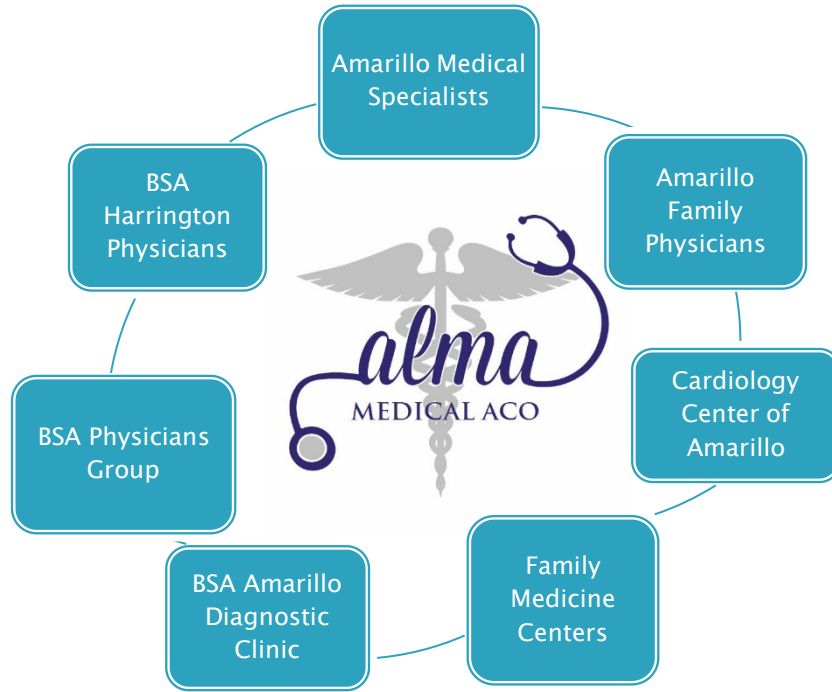 Amarillo Medical
Specialists
Amarillo
Family
Physicians
Cardiology
Center of
Amarillo
Family
Medicine
Centers
BSA Amarillo
Diagnostic
Clinic
BSA Physicians
Group
BSA
Harrington
Physicians
alma
MEDICAL ACO